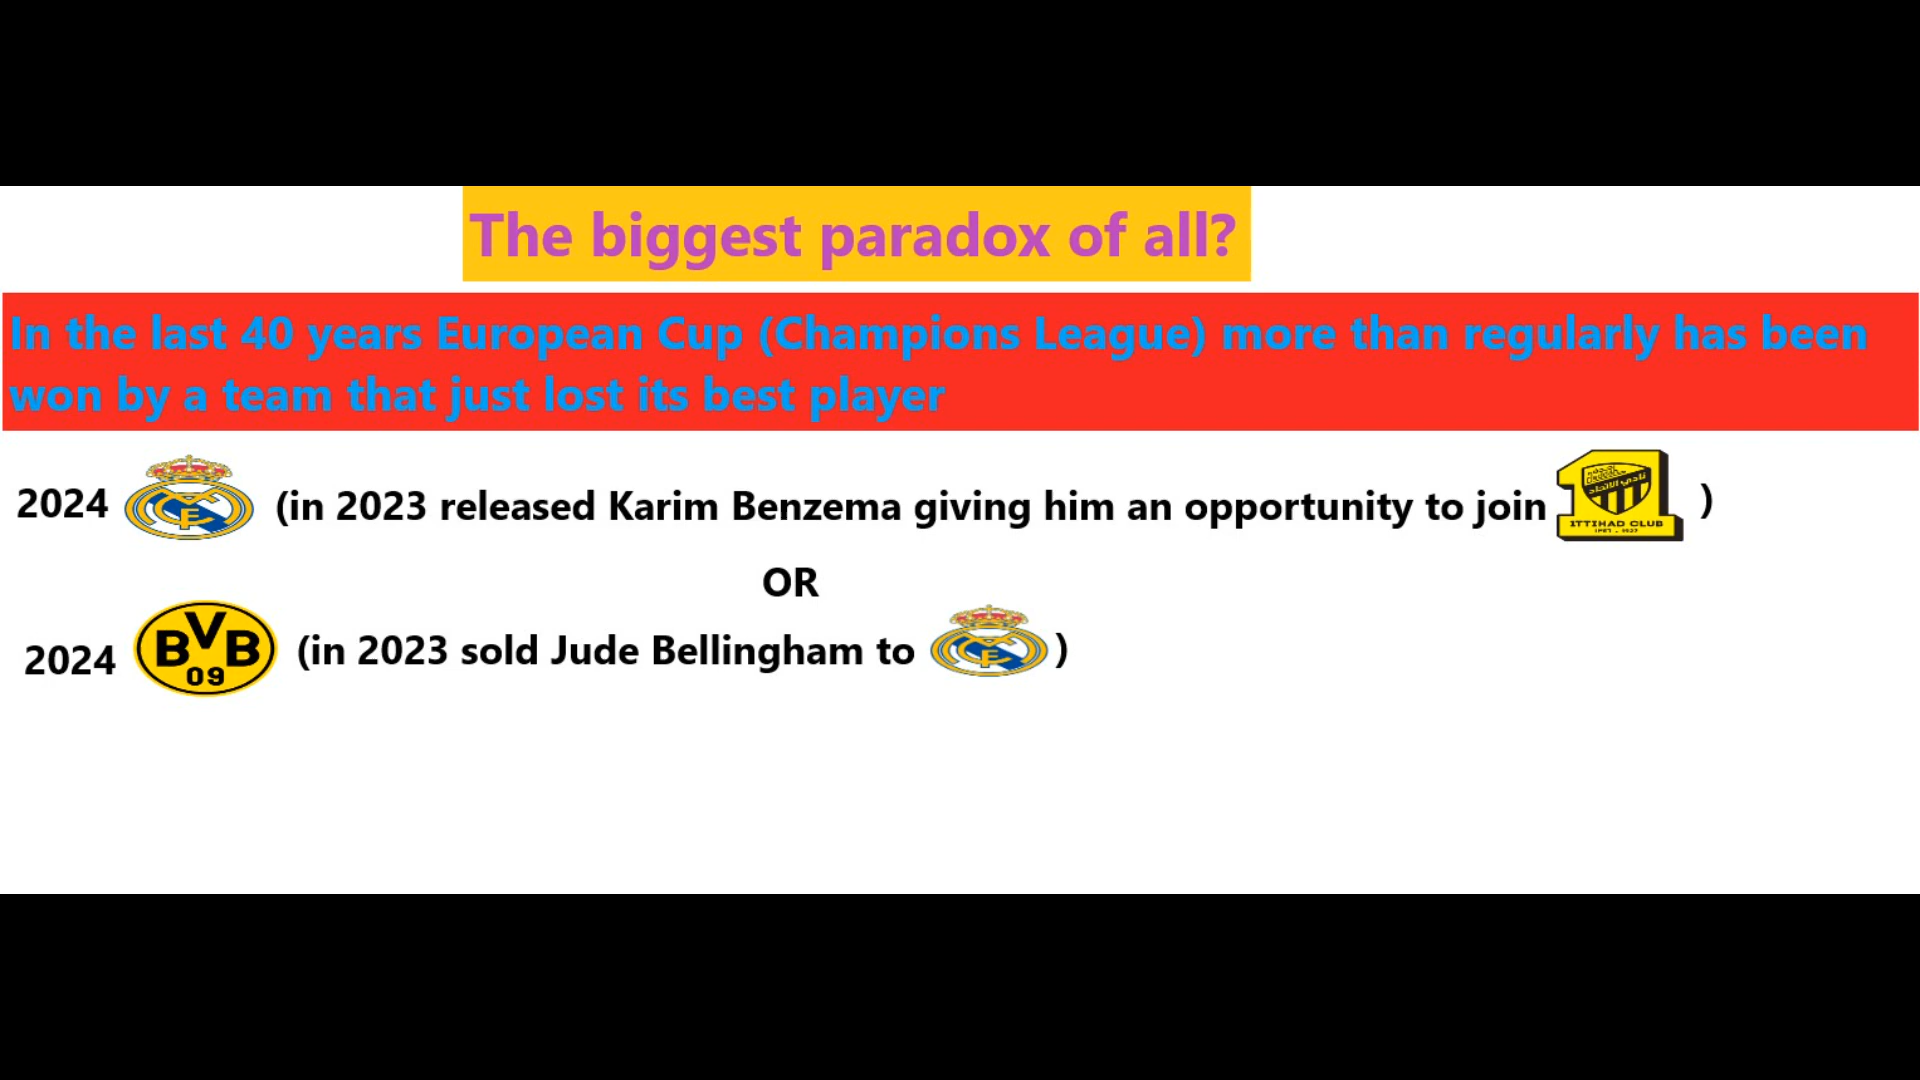 The biggest paradox of all?
In the last 40 years European Cup (Champions League) more than regularly has been
won by a team that just lost its best player
2024 (in 2023 released Karim Benzema giving him an opportunity to join ITTIHAD CLUB )
OR
2024 BVB 09 (in 2023 sold Jude Bellingham to )